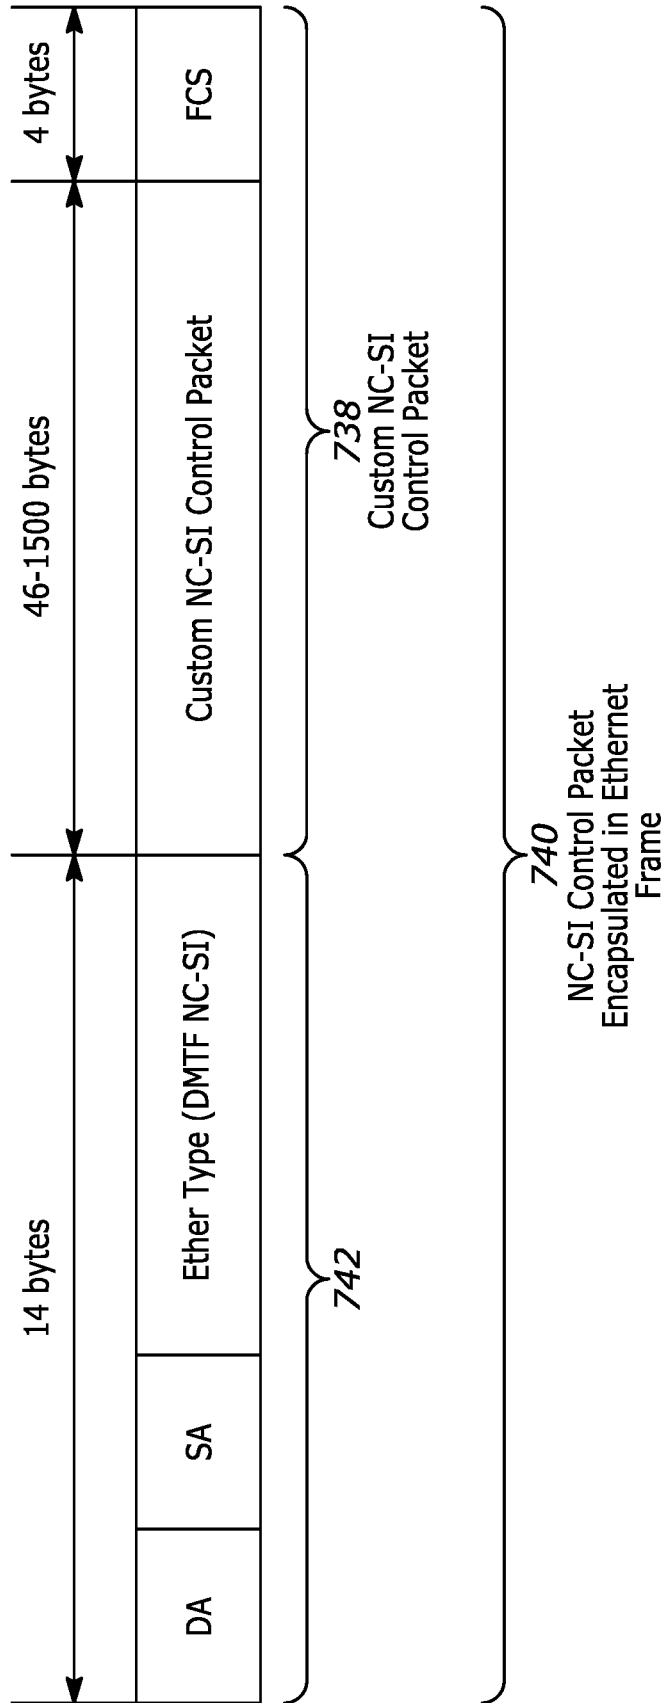 14 bytes
46-1500 bytes
4 bytes
DA
SA
Ether Type (DMTF NC-SI)
Custom NC-SI Control Packet
FCS
742
738
Custom NC-SI
Control Packet
740
NC-SI Control Packet
Encapsulated in Ethernet
Frame